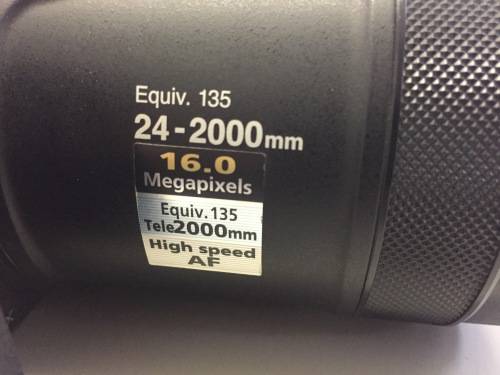 Equiv. 135
24-2000mm
16.0
Megapixels
Equiv.135
Tele2000mm
High speed
AF